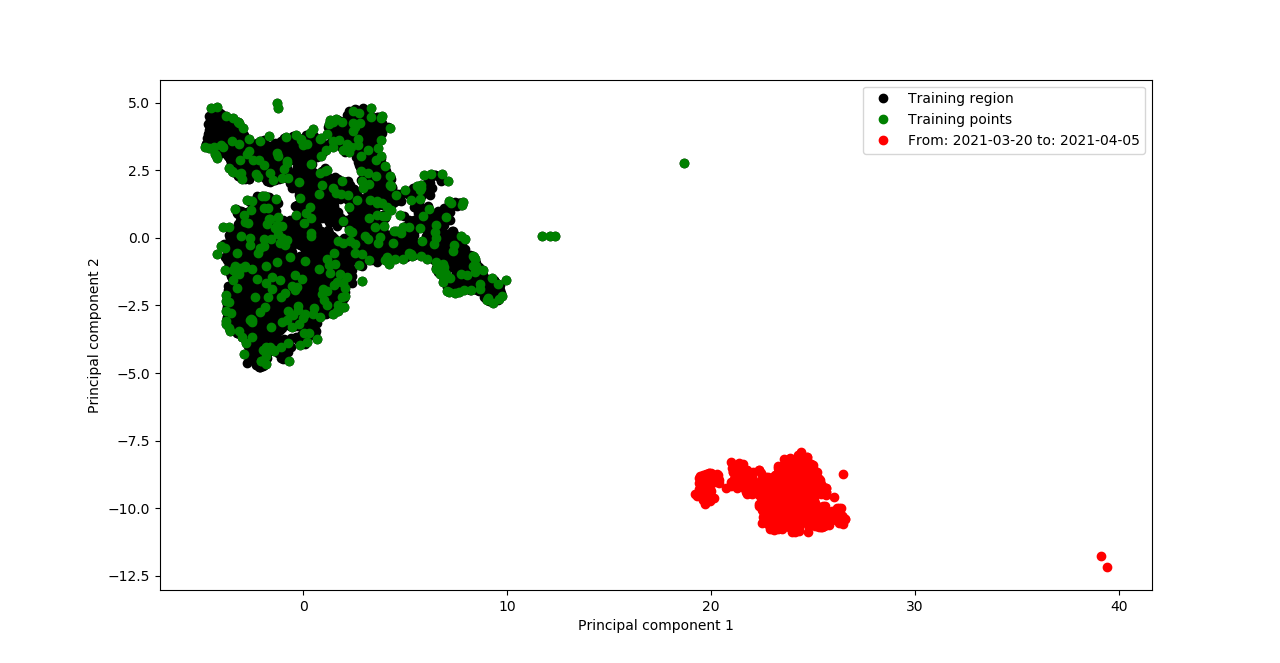 Training region
Training points
From: 2021-03-20 to: 2021-04-05
5.0
2.5
0.0
−2.5
−5.0
−7.5
−10.0
−12.5
Principal component 2
0
10
20
30
40
Principal component 1